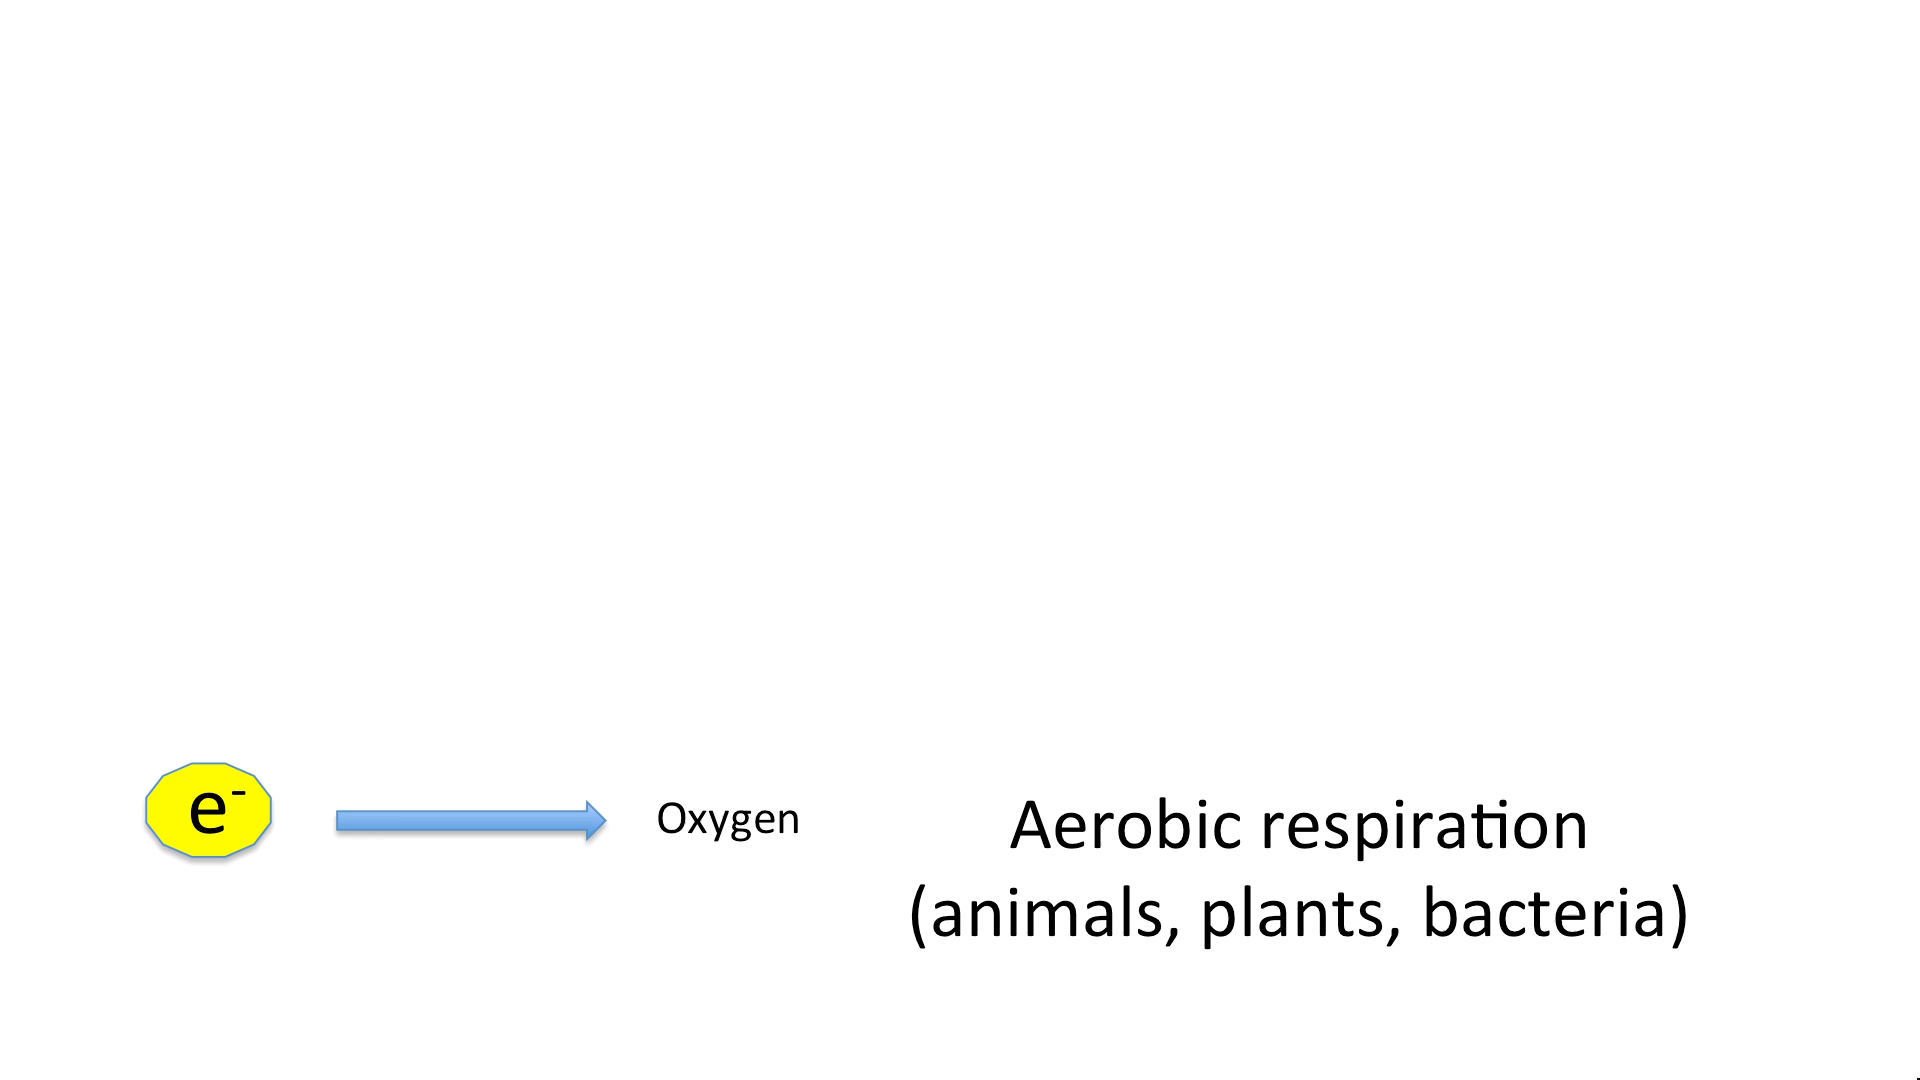 e-
Oxygen
Aerobic respiration
(animals, plants, bacteria)